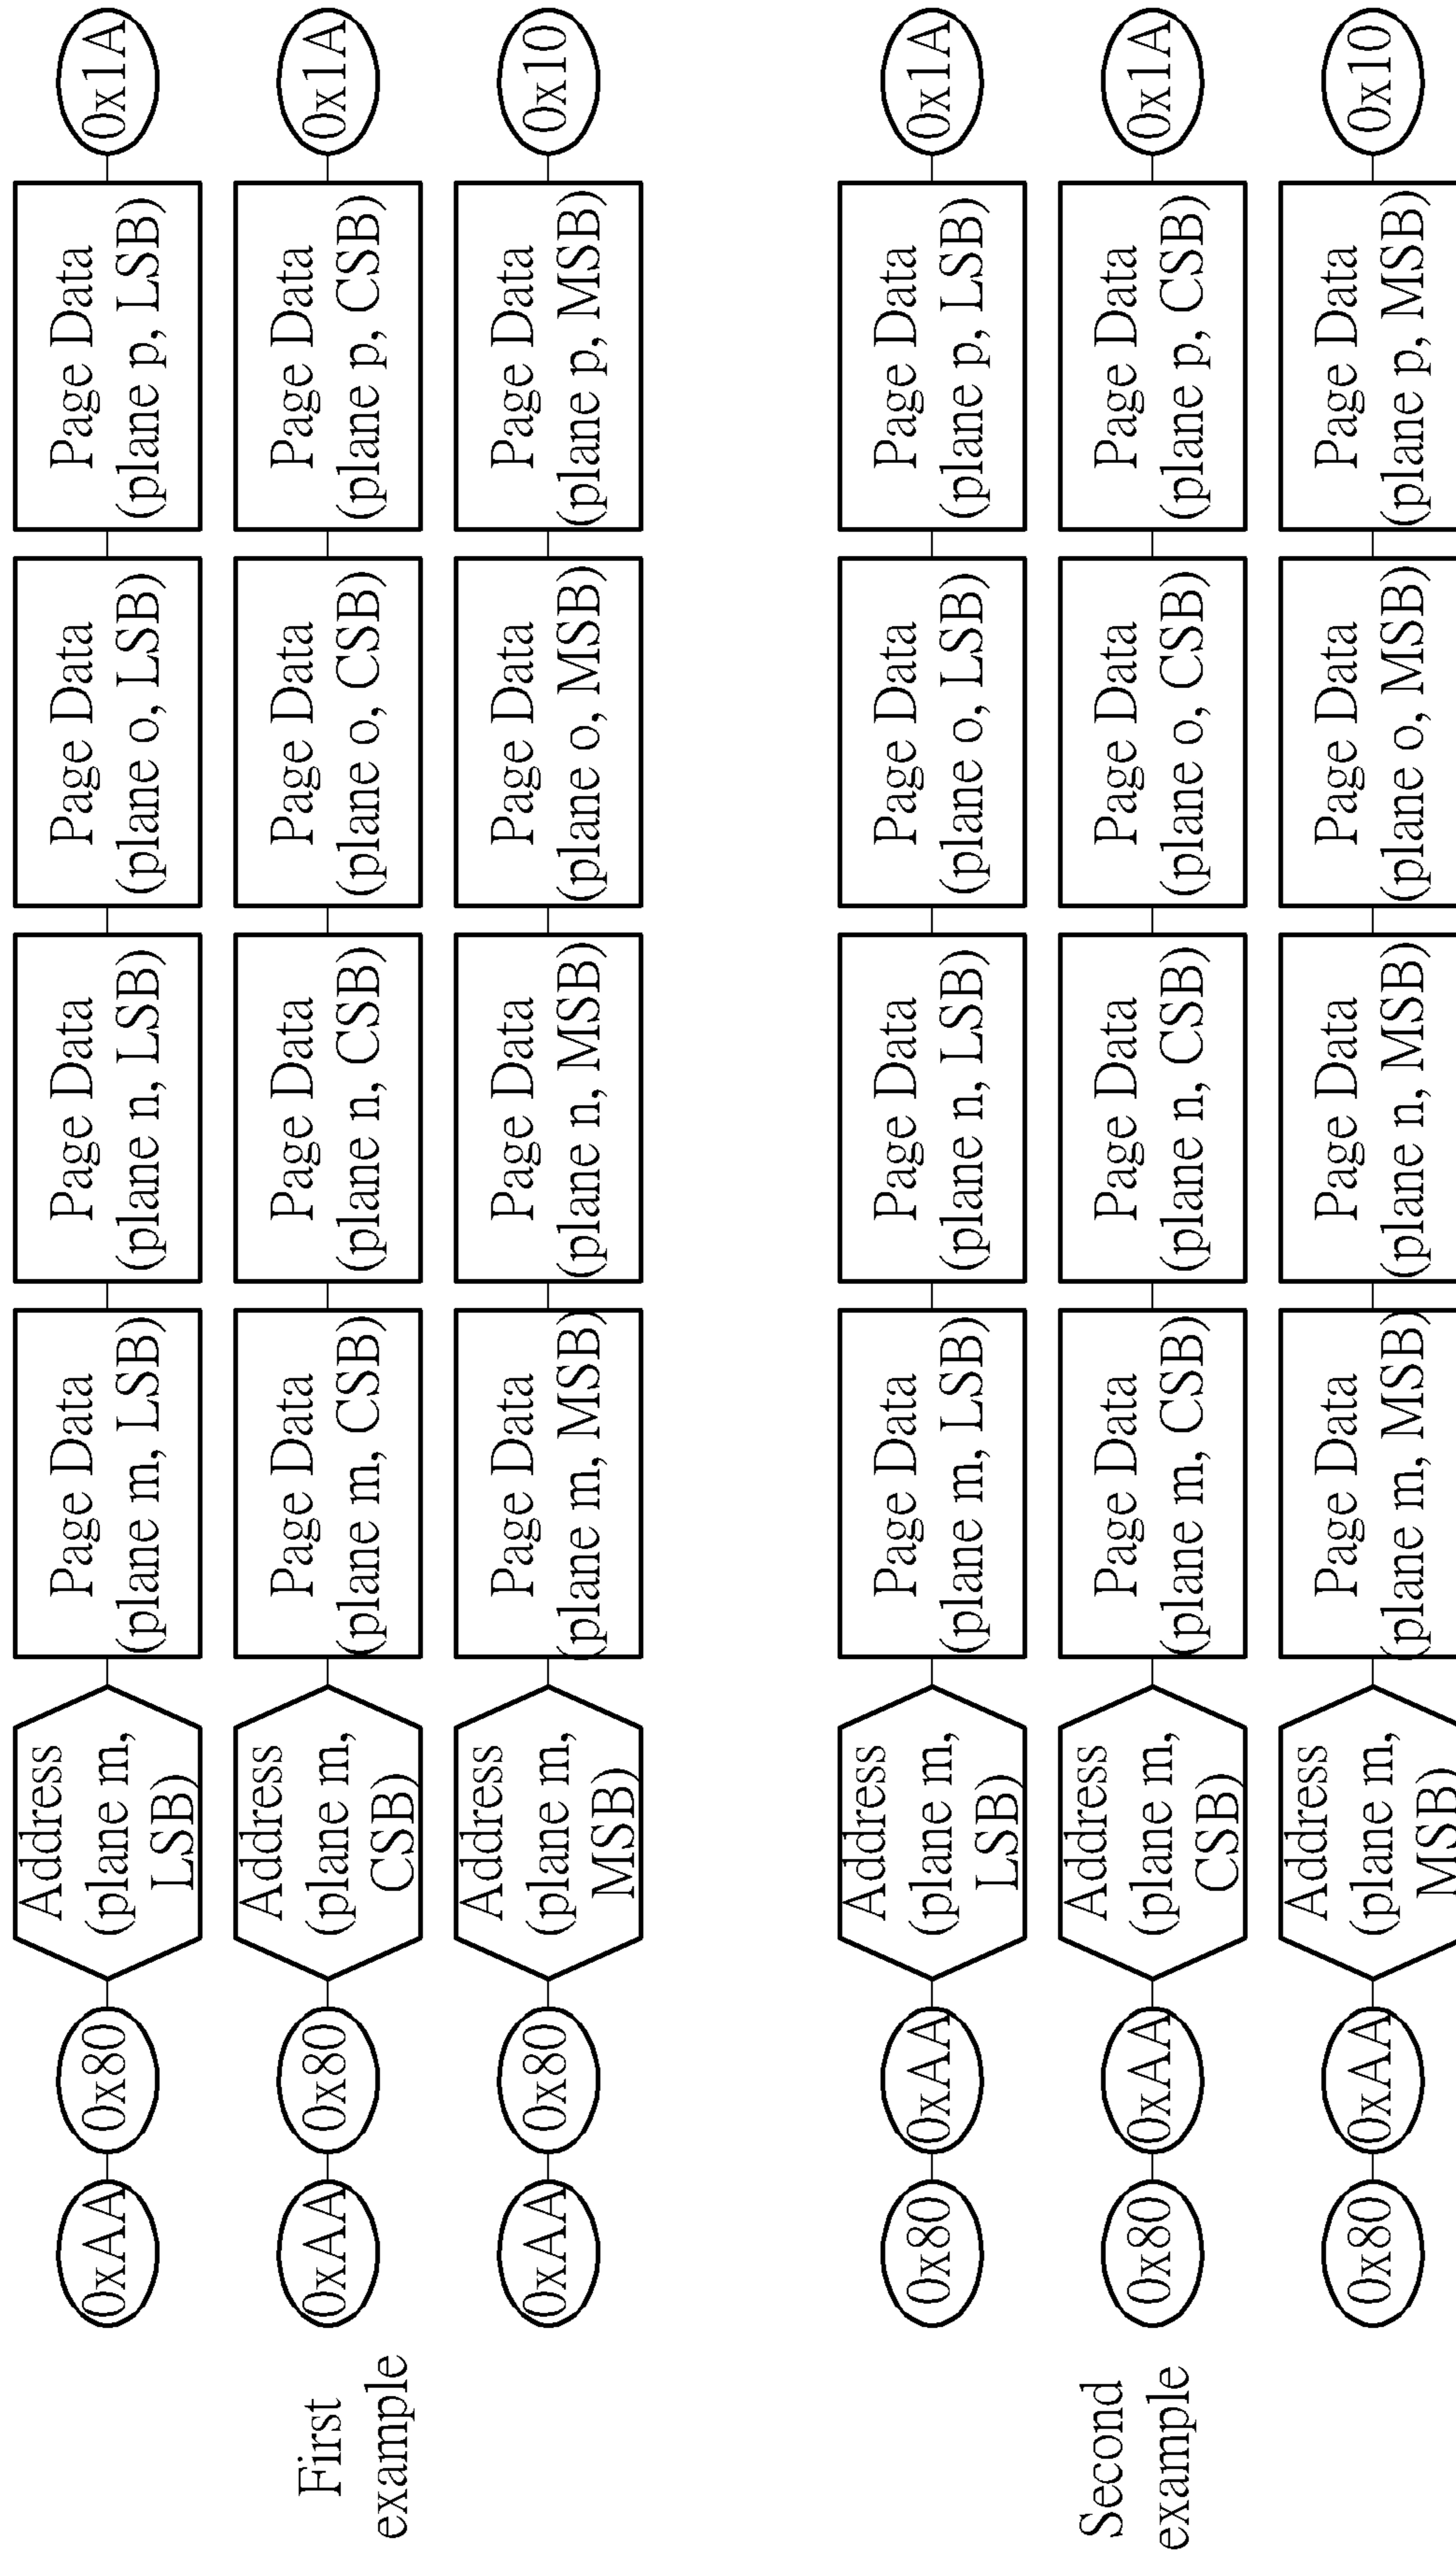 First
example
0xAA
0x80
Address
(plane m,
LSB)
Page Data
(plane m, LSB)
Page Data
(plane n, LSB)
Page Data
(plane o, LSB)
Page Data
(plane p, LSB)
0x1A
0xAA
0x80
Address
(plane m,
CSB)
Page Data
(plane m, CSB)
Page Data
(plane n, CSB)
Page Data
(plane o, CSB)
Page Data
(plane p, CSB)
0x1A
0xAA
0x80
Address
(plane m,
MSB)
Page Data
(plane m, MSB)
Page Data
(plane n, MSB)
Page Data
(plane o, MSB)
Page Data
(plane p, MSB)
0x10
Second
example
0x80
0xAA
Address
(plane m,
LSB)
Page Data
(plane m, LSB)
Page Data
(plane n, LSB)
Page Data
(plane o, LSB)
Page Data
(plane p, LSB)
0x1A
0x80
0xAA
Address
(plane m,
CSB)
Page Data
(plane m, CSB)
Page Data
(plane n, CSB)
Page Data
(plane o, CSB)
Page Data
(plane p, CSB)
0x1A
0x80
0xAA
Address
(plane m,
MSB)
Page Data
(plane m, MSB)
Page Data
(plane n, MSB)
Page Data
(plane o, MSB)
Page Data
(plane p, MSB)
0x10